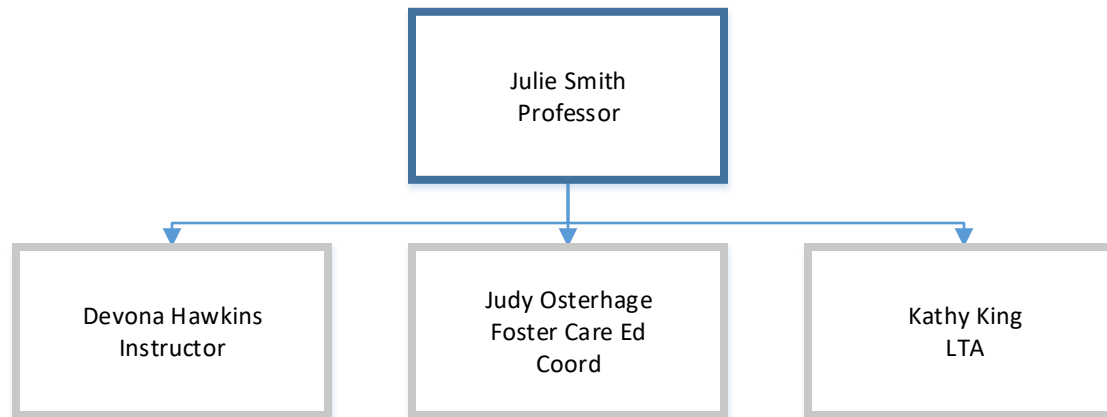 Julie Smith
Professor
Devona Hawkins
Instructor
Judy Osterhage
Foster Care Ed
Coord
Kathy King
LTA